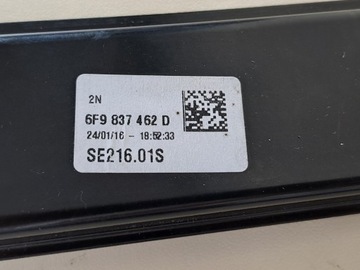 2N
6F9 837 462 D
24/01/16 - 18:52:33
SE216.01S